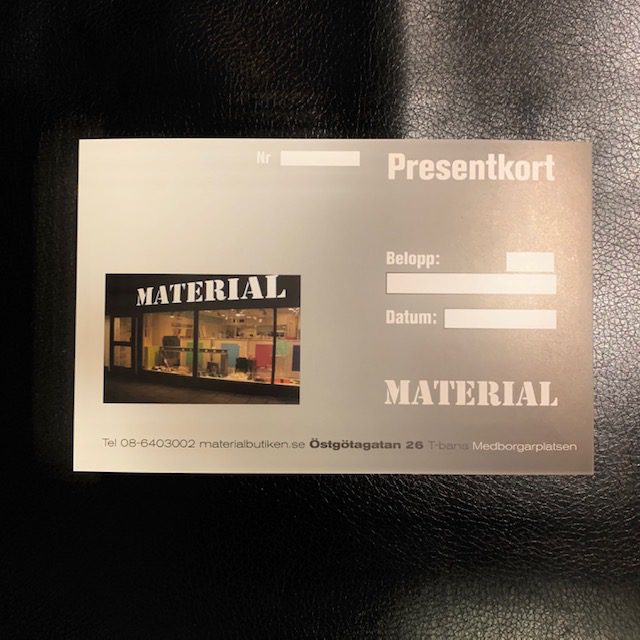 Nr
Presentkort
Belopp:
Datum:
MATERIAL
MATERIAL
Tel 08-6403002 materialbutiken.se Östgötagatan 26 T-bana Medborgarplatsen